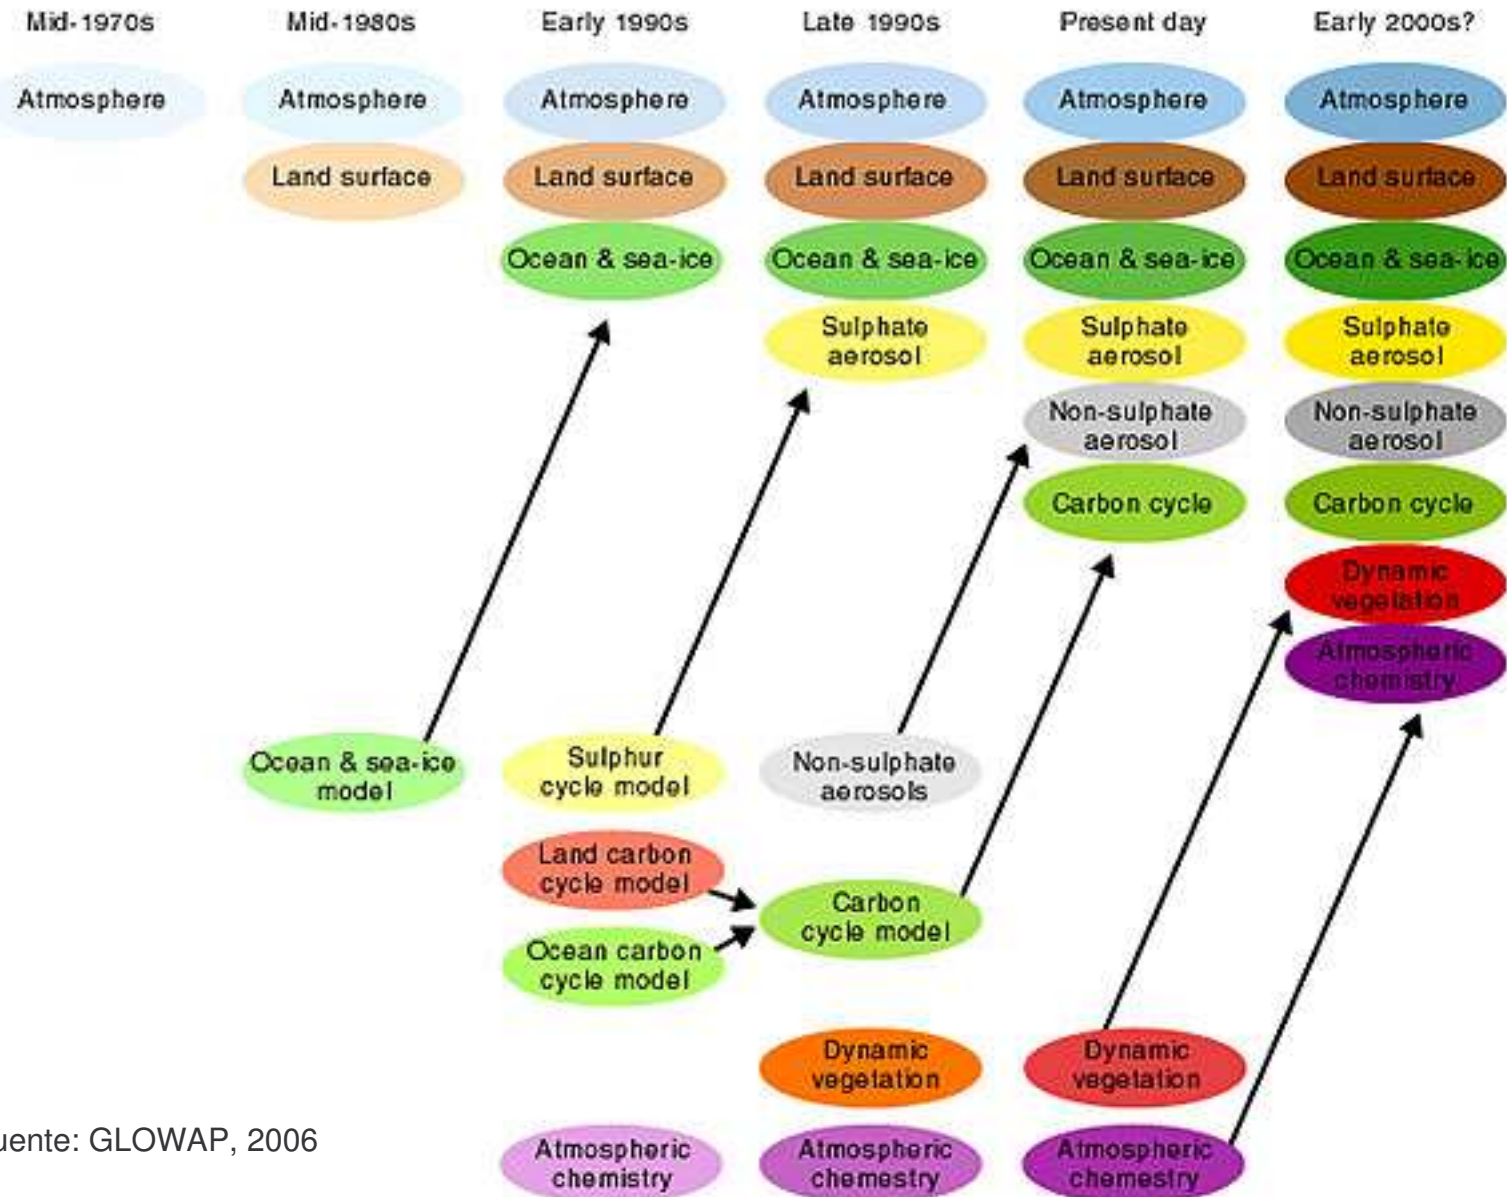 Mid-1970s
Mid-1980s
Early 1990s
Late 1990s
Present day
Early 2000s?
Atmosphere
Atmosphere
Atmosphere
Atmosphere
Atmosphere
Atmosphere
Land surface
Land surface
Land surface
Land surface
Land surface
Ocean & sea-ice
Ocean & sea-ice
Ocean & sea-ice
Ocean & sea-ice
Sulphate
aerosol
Sulphate
aerosol
Sulphate
aerosol
Non-sulphate
aerosol
Non-sulphate
aerosol
Carbon cycle
Carbon cycle
Dynamic
vegetation
Atmospheric
chemistry
Ocean & sea-ice
model
Sulphur
cycle model
Non-sulphate
aerosols
Land carbon
cycle model
Carbon
cycle model
Ocean carbon
cycle model
Dynamic
vegetation
Dynamic
vegetation
uente: GLOWAP, 2006
Atmospheric
chemistry
Atmospheric
chemestry
Atmospheric
chemestry